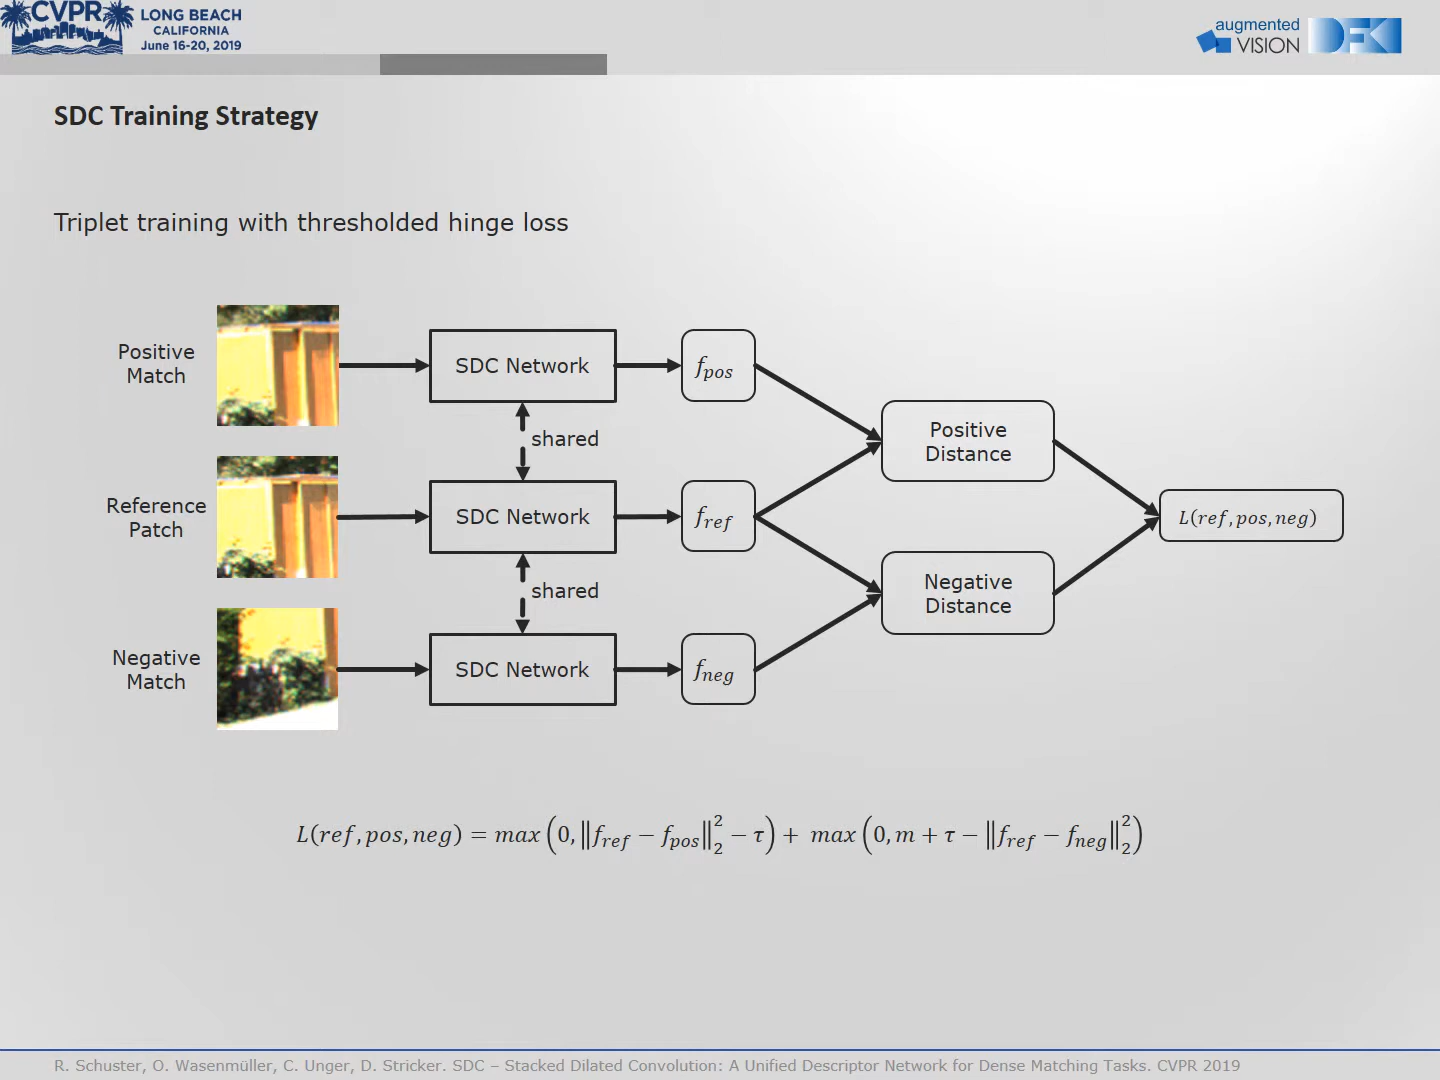 CVPR
LONG BEACH
CALIFORNIA
June 16-20, 2019
augmented
VISION
DFKI
SDC Training Strategy
Triplet training with thresholded hinge loss
Positive
Match
SDC Network
f_pos
shared
Positive
Distance
Reference
Patch
SDC Network
f_ref
L(ref, pos, neg)
shared
Negative
Distance
Negative
Match
SDC Network
f_neg
L(ref, pos, neg) = max(0, ‖f_ref − f_pos‖₂² − τ) + max(0, m + τ − ‖f_ref − f_neg‖₂²)
R. Schuster, O. Wasenmüller, C. Unger, D. Stricker. SDC – Stacked Dilated Convolution: A Unified Descriptor Network for Dense Matching Tasks. CVPR 2019